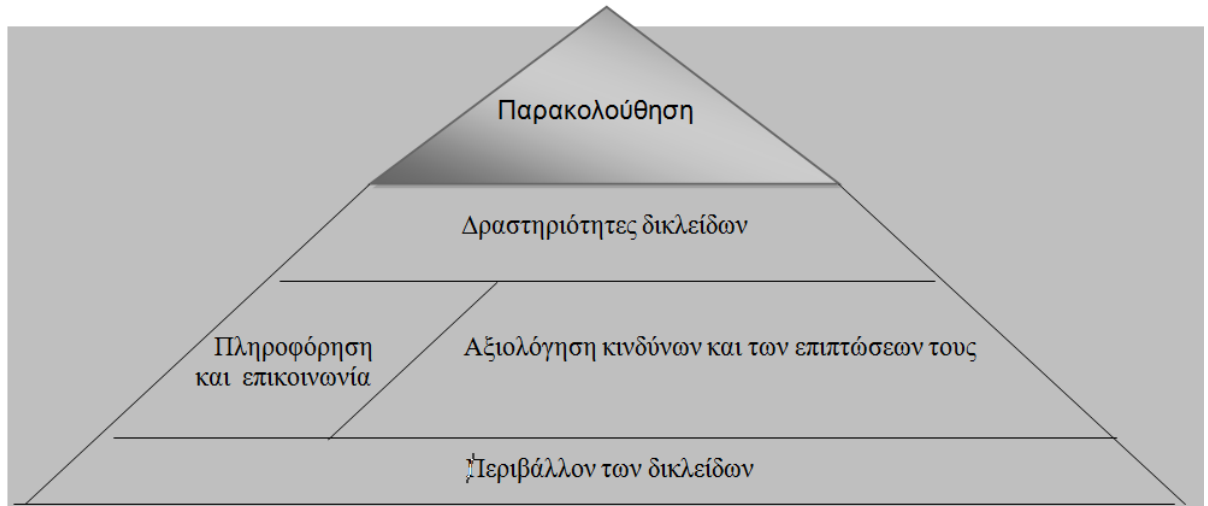 Παρακολούθηση
Δραστηριότητες δικλείδων
Πληροφόρηση
και επικοινωνία
Αξιολόγηση κινδύνων και των επιπτώσεων τους
Περιβάλλον των δικλείδων